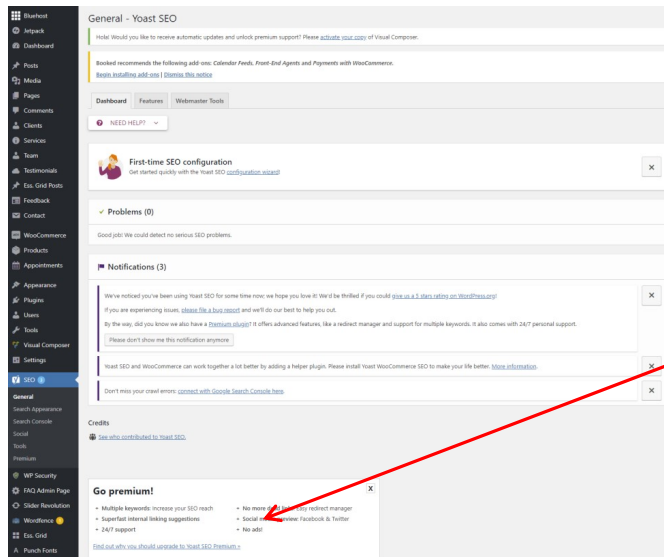 Bluehost
Jetpack
Dashboard
Posts
Media
Pages
Comments
Clients
Services
Team
Testimonials
Ess. Grid Posts
Feedback
Contact
WooCommerce
Products
Appointments
Appearance
Plugins
Users
Tools
Visual Composer
Settings
SEO 1
General
Search Appearance
Search Console
Social
Tools
Premium
WP Security
FAQ Admin Page
Slider Revolution
Wordfence
Ess. Grid
Punch Fonts
General - Yoast SEO
Hola! Would you like to receive automatic updates and unlock premium support? Please activate your copy of Visual Composer.
Booked recommends the following add-ons: Calendar Feeds, Front-End Agents and Payments with WooCommerce.
Begin installing add-ons | Dismiss this notice
Dashboard Features Webmaster Tools
NEED HELP?
First-time SEO configuration
Get started quickly with the Yoast SEO configuration wizard!
Problems (0)
Good job! We could detect no serious SEO problems.
Notifications (3)
We've noticed you've been using Yoast SEO for some time now; we hope you love it! We'd be thrilled if you could give us a 5 stars rating on WordPress.org!
If you are experiencing issues, please file a bug report and we'll do our best to help you out.
By the way, did you know we also have a Premium plugin? It offers advanced features, like a redirect manager and support for multiple keywords. It also comes with 24/7 personal support.
Please don't show me this notification anymore
Yoast SEO and WooCommerce can work together a lot better by adding a helper plugin. Please install Yoast WooCommerce SEO to make your life better. More information.
Don't miss your crawl errors: connect with Google Search Console here.
Credits
See who contributed to Yoast SEO.
Go premium! X
Multiple keywords: Increase your SEO reach
Superfast internal linking suggestions
24/7 support
No more dead links: Easy redirect manager
Social media preview: Facebook & Twitter
No ads!
Find out why you should upgrade to Yoast SEO Premium »